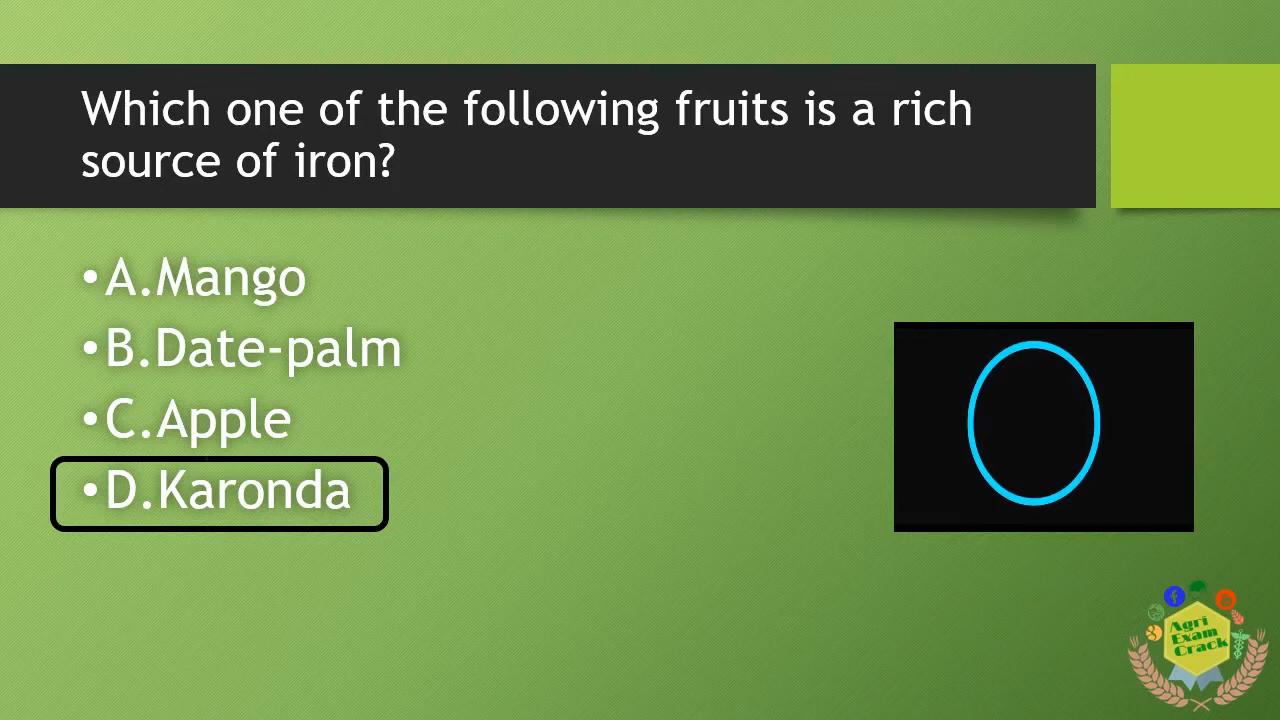 Which one of the following fruits is a rich
source of iron?
•A.Mango
•B.Date-palm
•C.Apple
•D.Karonda
Agri
Exam
Crack